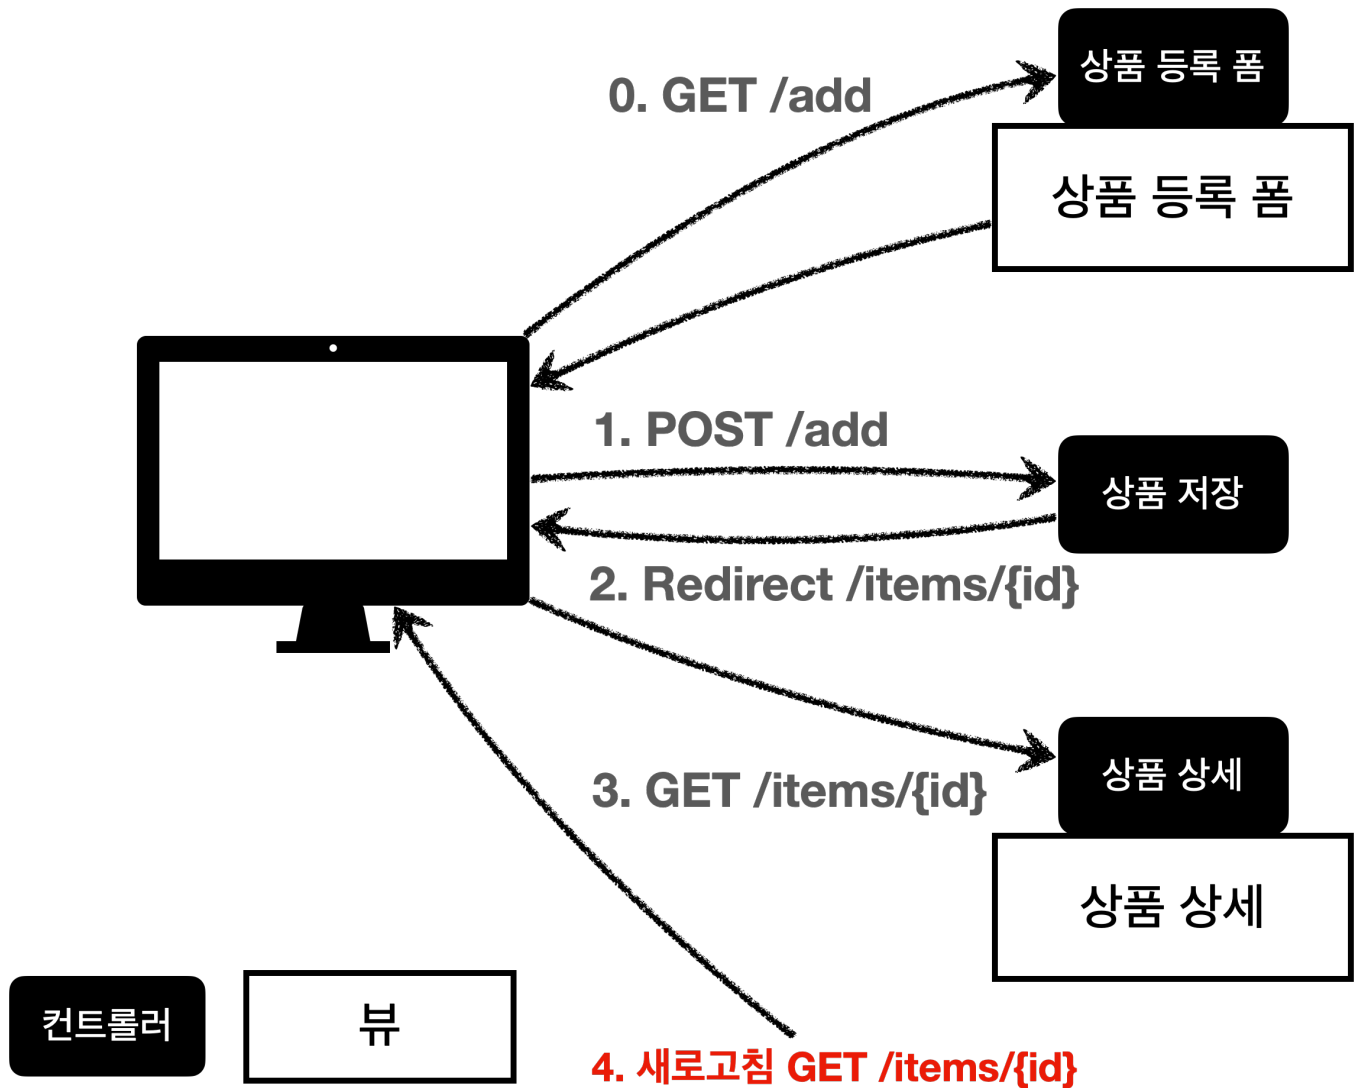 0. GET /add
상품 등록 폼
상품 등록 폼
1. POST /add
상품 저장
2. Redirect /items/{id}
3. GET /items/{id}
상품 상세
상품 상세
컨트롤러
뷰
4. 새로고침 GET /items/{id}